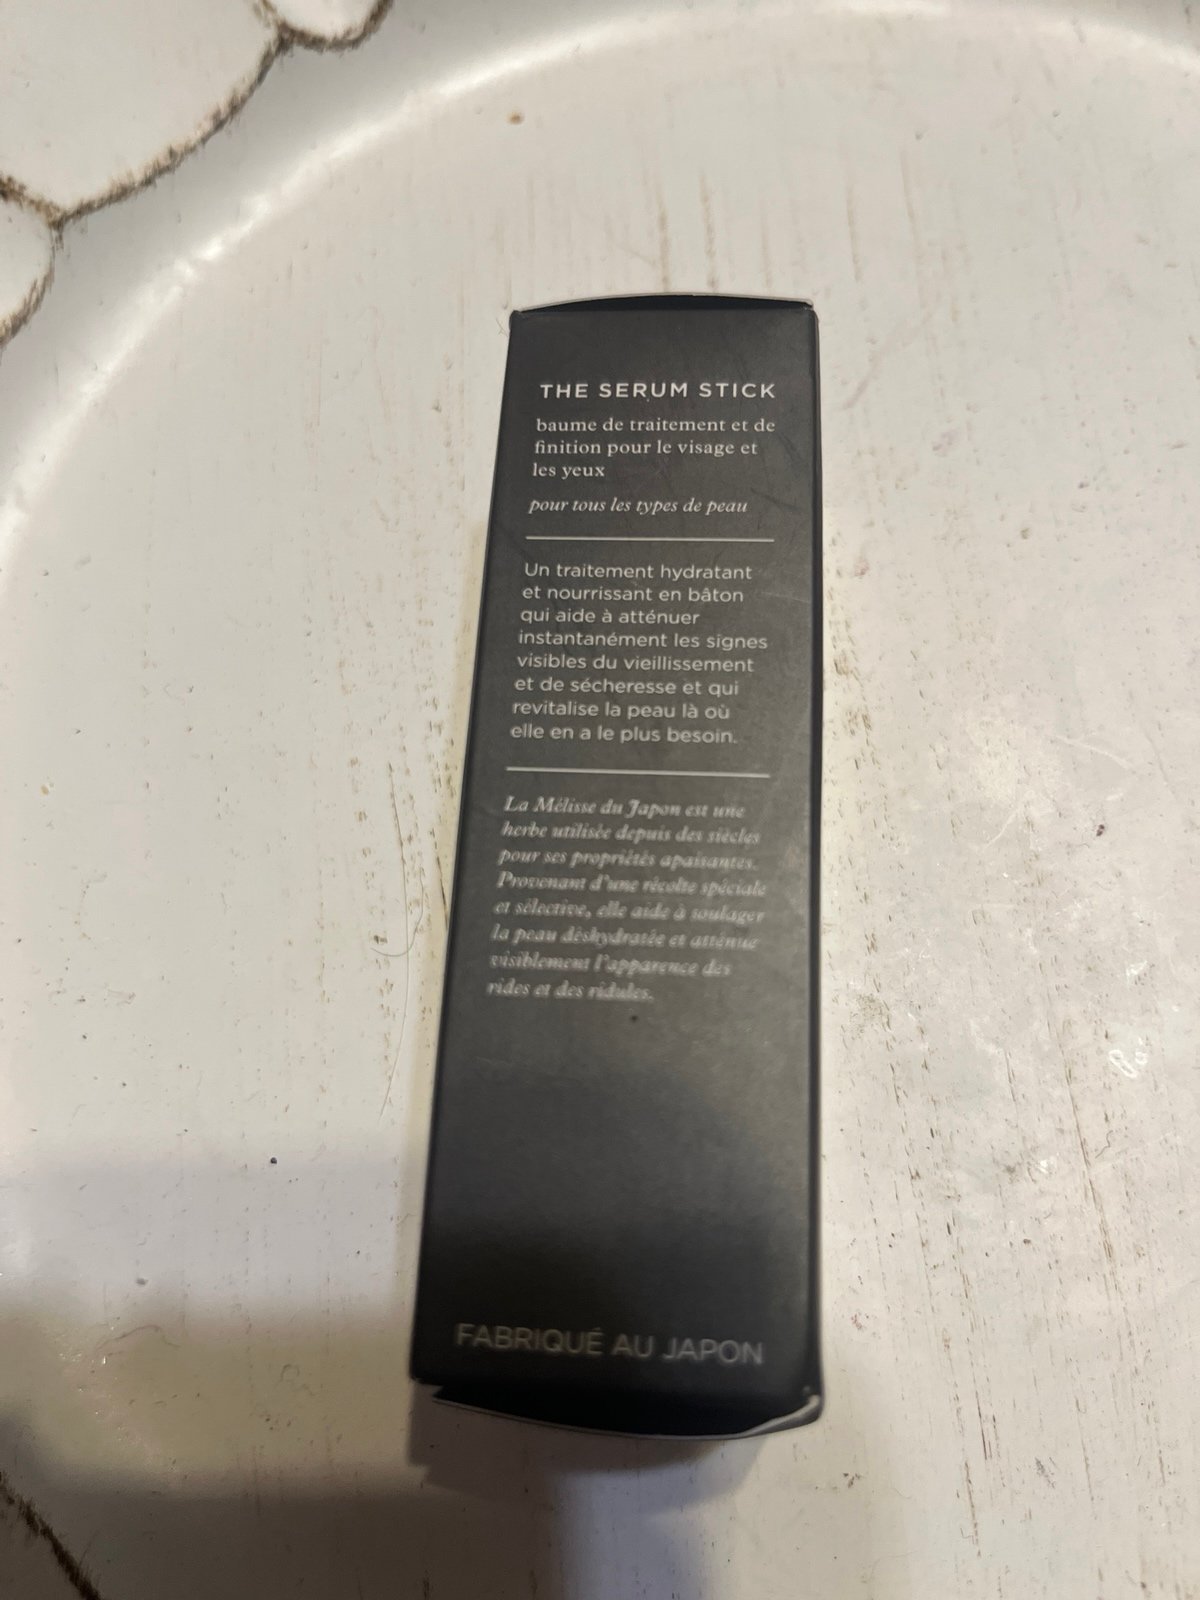 THE SERUM STICK
baume de traitement et de
finition pour le visage et
les yeux
pour tous les types de peau
Un traitement hydratant
et nourrissant en bâton
qui aide à atténuer
instantanément les signes
visibles du vieillissement
et de sécheresse et qui
revitalise la peau là où
elle en a le plus besoin.
La Mélisse du Japon est une
herbe utilisée depuis des siècles
pour ses propriétés apaisantes.
Provenant d'une récolte spéciale
et sélective, elle aide à soulager
la peau déshydratée et atténue
visiblement l'apparence des
rides et des ridules.
FABRIQUÉ AU JAPON